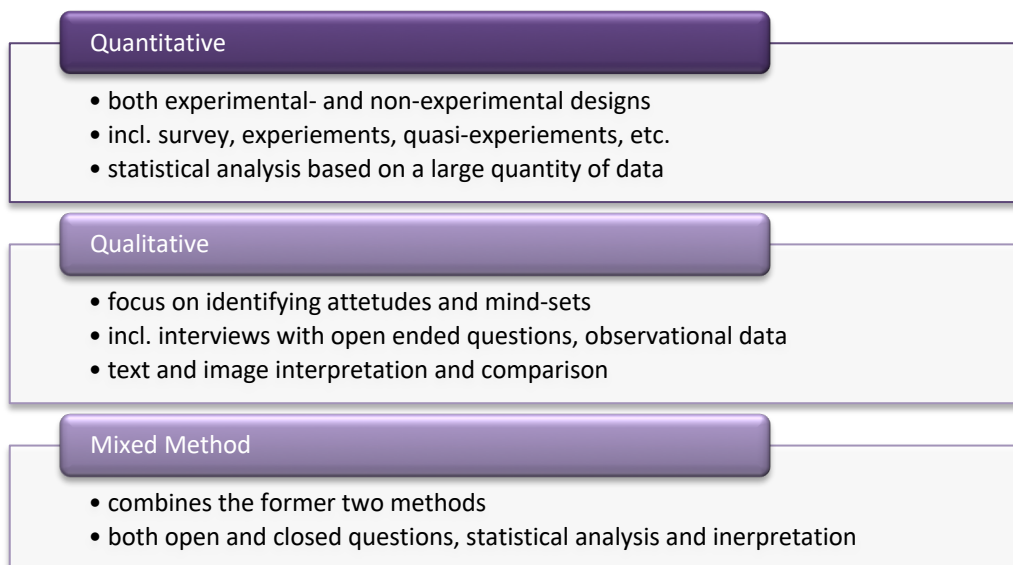 Quantitative
• both experimental- and non-experimental designs
• incl. survey, experiements, quasi-experiements, etc.
• statistical analysis based on a large quantity of data
Qualitative
• focus on identifying attetudes and mind-sets
• incl. interviews with open ended questions, observational data
• text and image interpretation and comparison
Mixed Method
• combines the former two methods
• both open and closed questions, statistical analysis and inerpretation